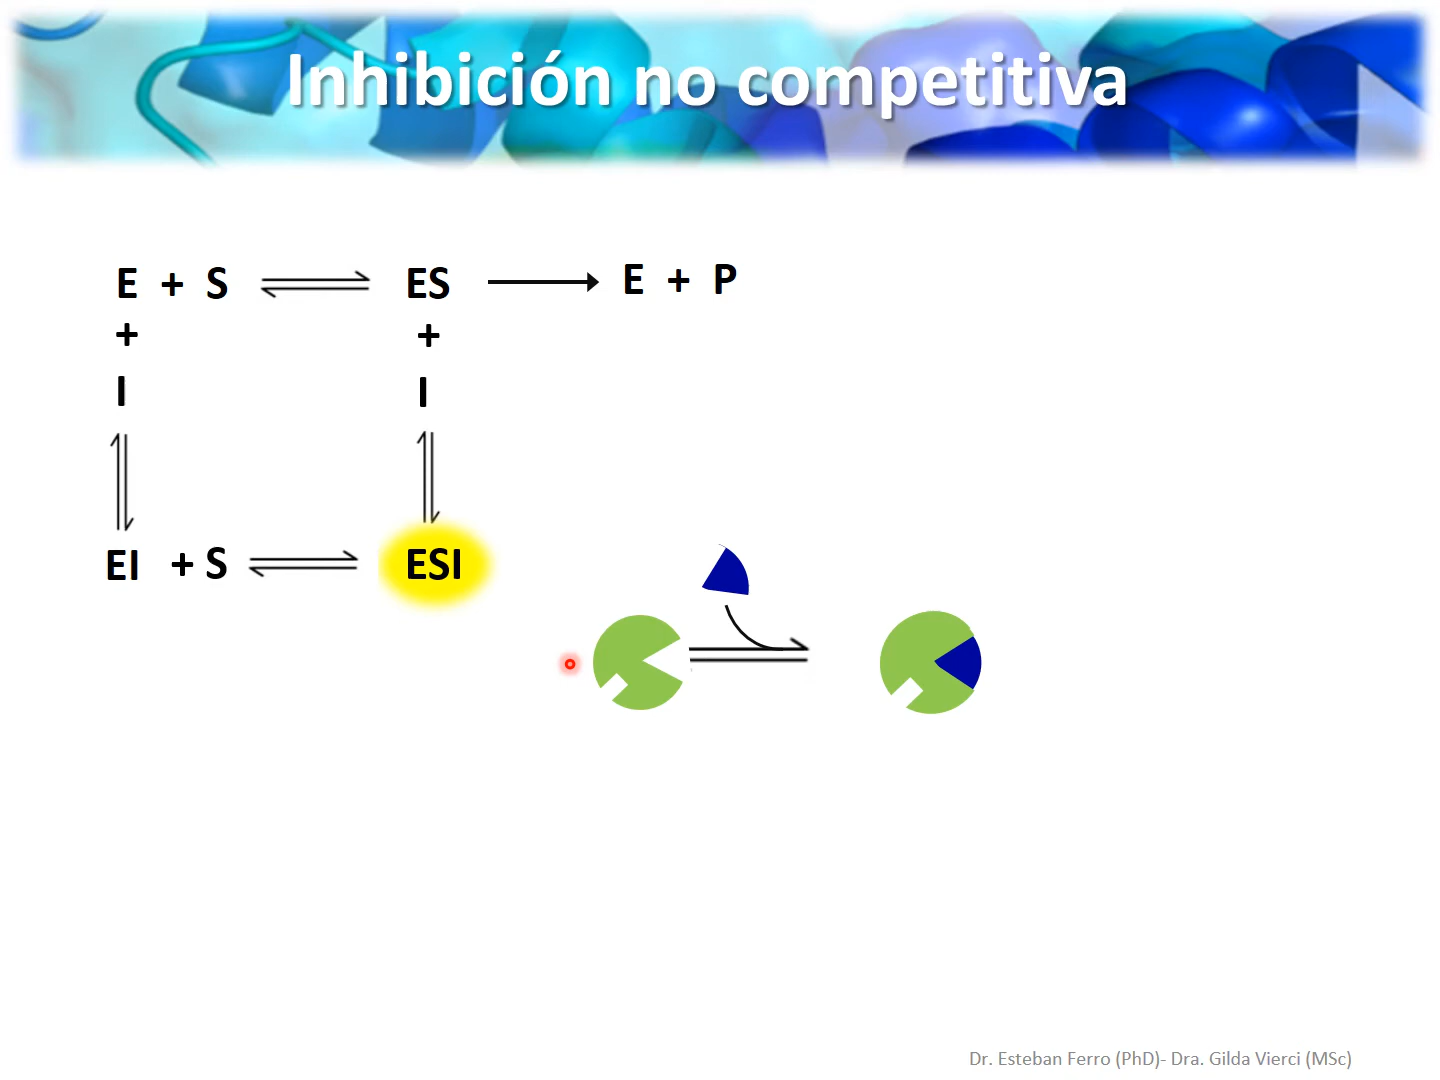 Inhibición no competitiva
E + S ES E + P
+ +
I I
EI + S ESI
Dr. Esteban Ferro (PhD)- Dra. Gilda Vierci (MSc)